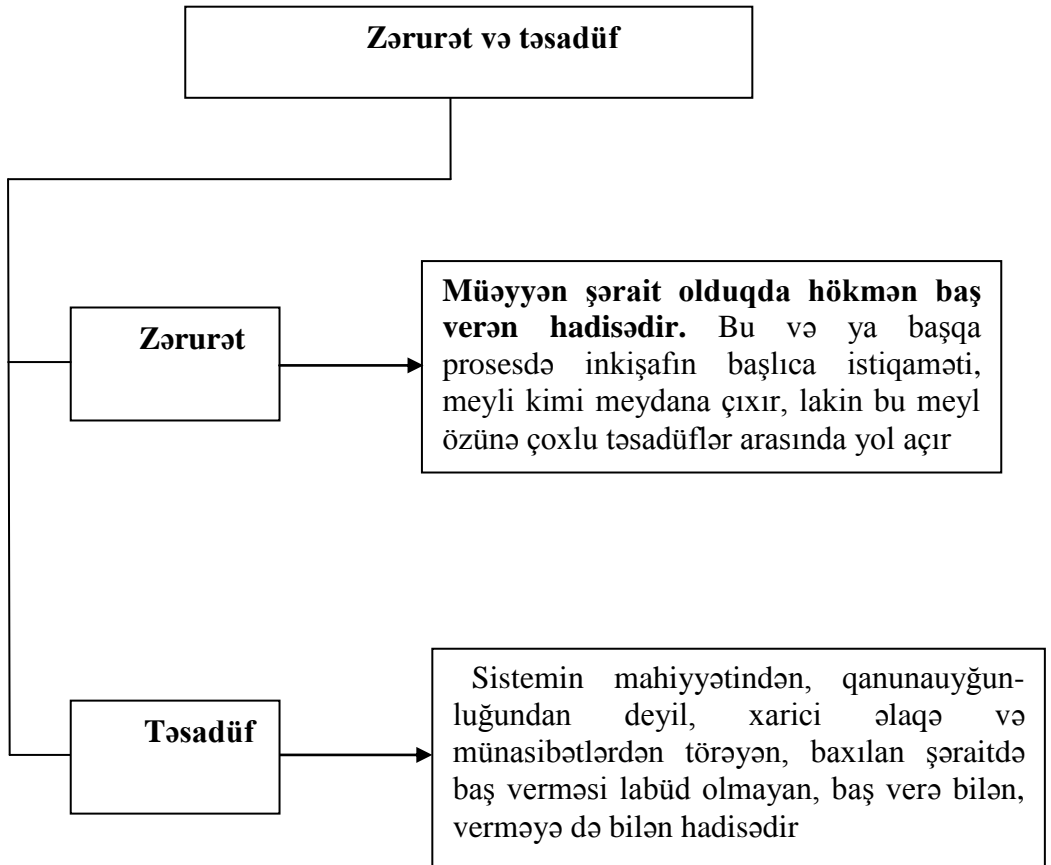 Zərurət və təsadüf
Zərurət
Müəyyən şərait olduqda hökmən baş
verən hadisədir. Bu və ya başqa
prosesdə inkişafın başlıca istiqaməti,
meyli kimi meydana çıxır, lakin bu meyl
özünə çoxlu təsadüflər arasında yol açır
Təsadüf
Sistemin mahiyyətindən, qanunauyğun-
luğundan deyil, xarici əlaqə və
münasibətlərdən törəyən, baxılan şəraitdə
baş verməsi labüd olmayan, baş verə bilən,
verməyə də bilən hadisədir